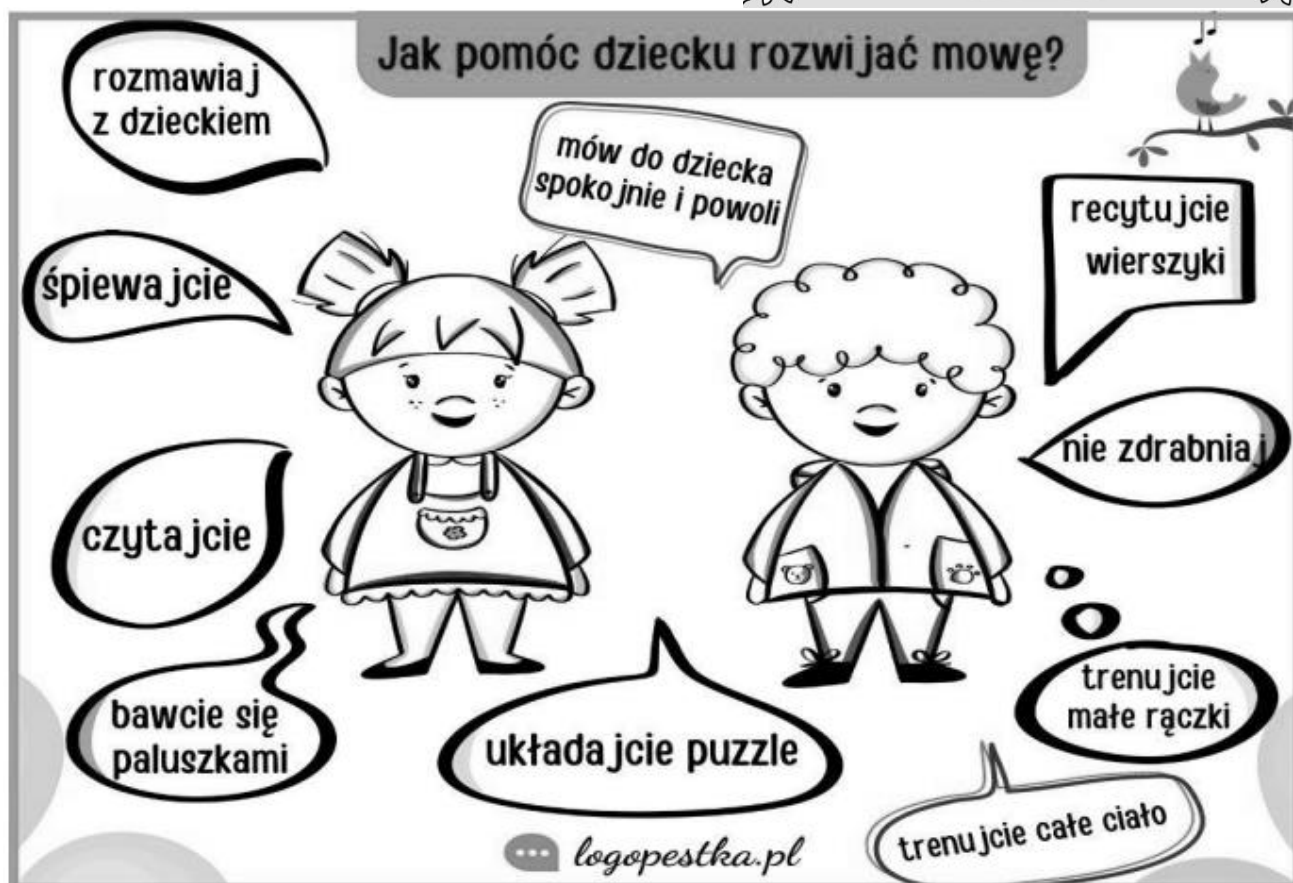 Jak pomóc dziecku rozwijać mowę?
rozmawiaj
z dzieckiem
mów do dziecka
spokojnie i powoli
recytujcie
wierszyki
śpiewajcie
nie zdrabniaj
czytajcie
trenujcie
małe rączki
bawcie się
paluszkami
układajcie puzzle
trenujcie całe ciało
logopestka.pl